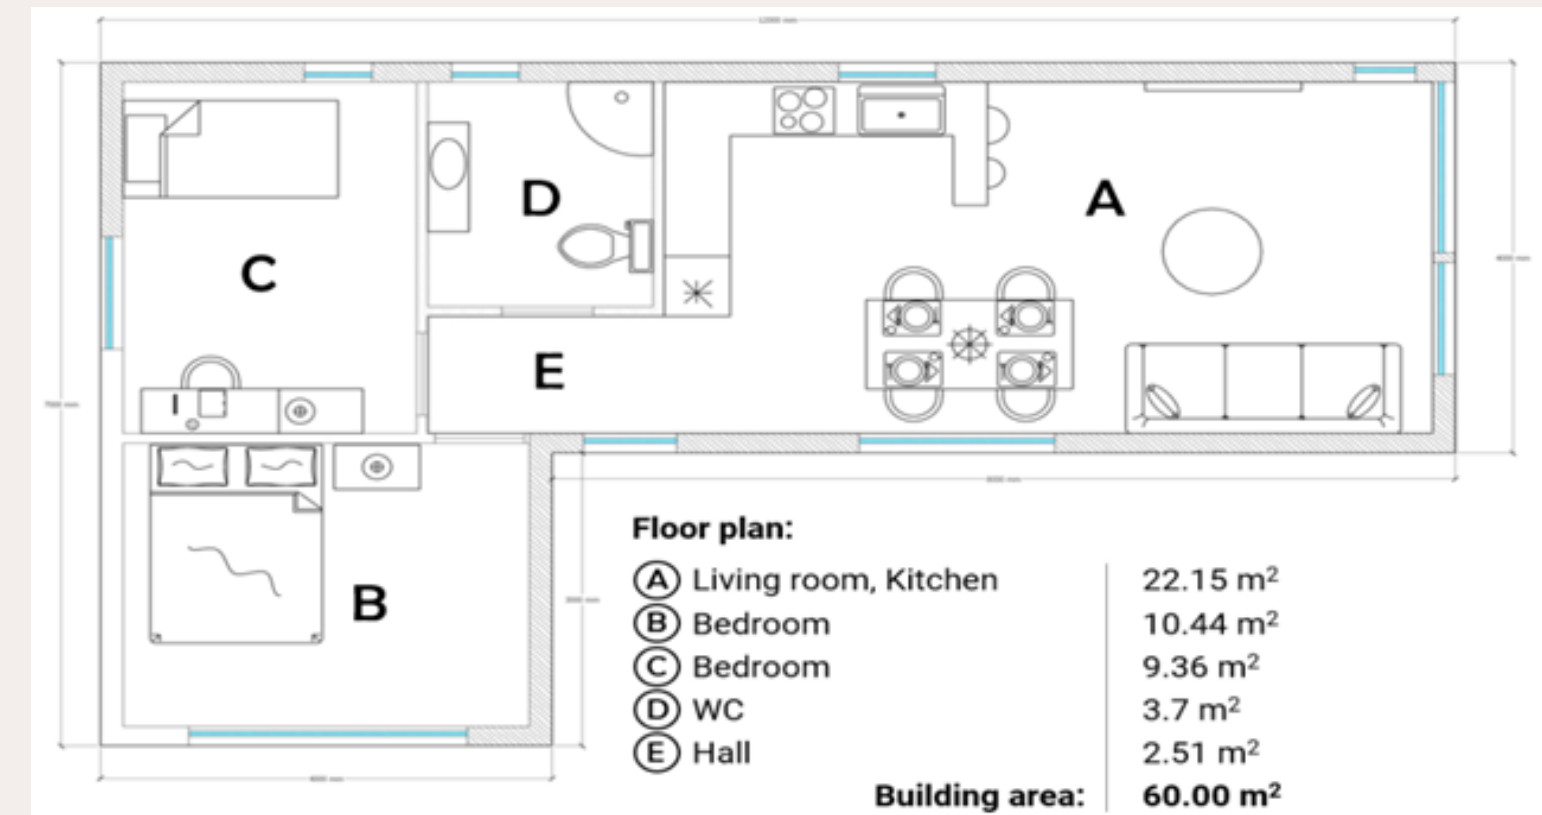 D
A
C
E
B
Floor plan:
A Living room, Kitchen 22.15 m²
B Bedroom 10.44 m²
C Bedroom 9.36 m²
D WC 3.7 m²
E Hall 2.51 m²
Building area: 60.00 m²